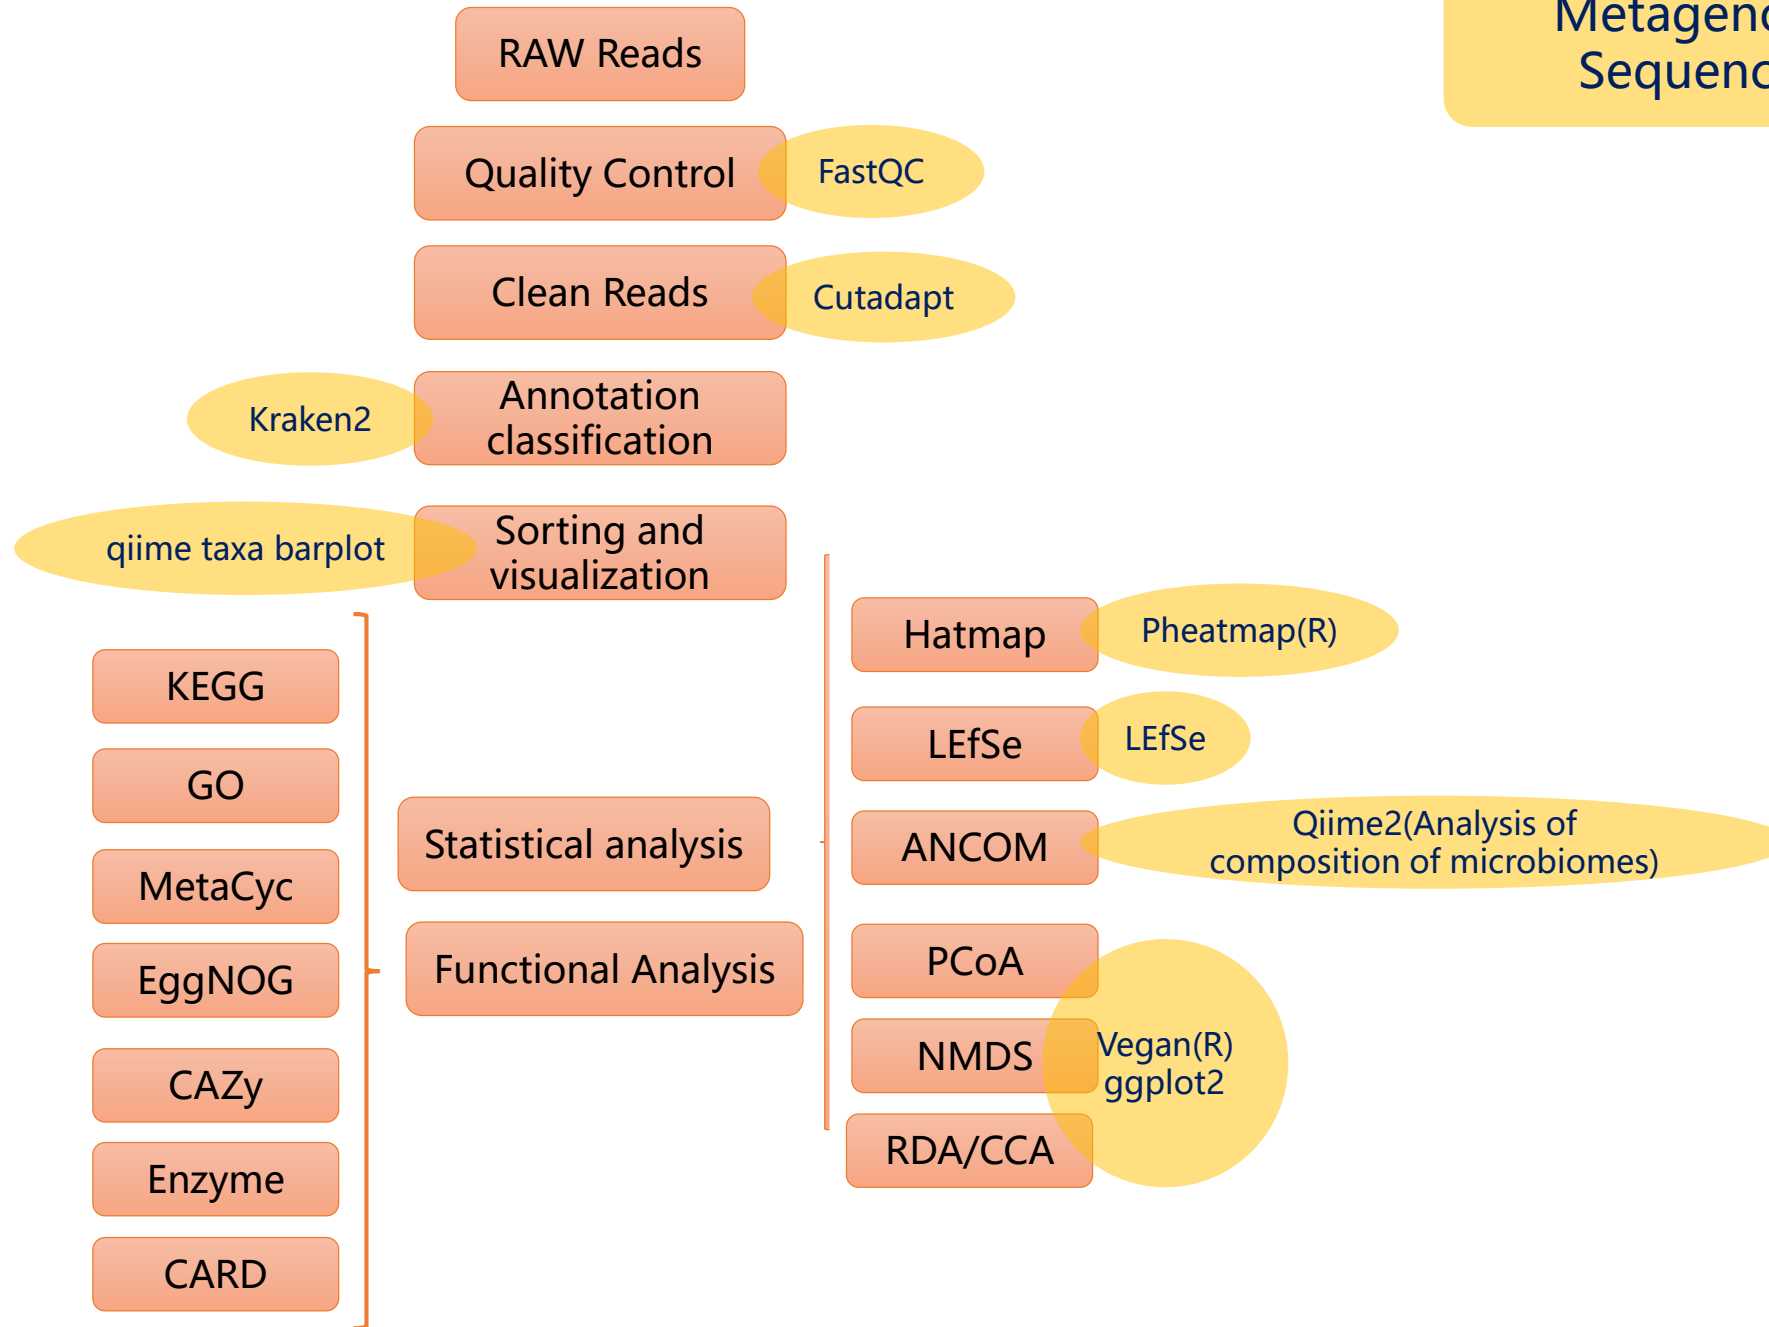 RAW Reads
Metageno
Sequenc
Quality Control
FastQC
Clean Reads
Cutadapt
Kraken2
Annotation
classification
qiime taxa barplot
Sorting and
visualization
Hatmap
Pheatmap(R)
KEGG
LEfSe
LEfSe
GO
Statistical analysis
ANCOM
Qiime2(Analysis of
composition of microbiomes)
MetaCyc
EggNOG
Functional Analysis
PCoA
NMDS
Vegan(R)
ggplot2
CAZy
RDA/CCA
Enzyme
CARD